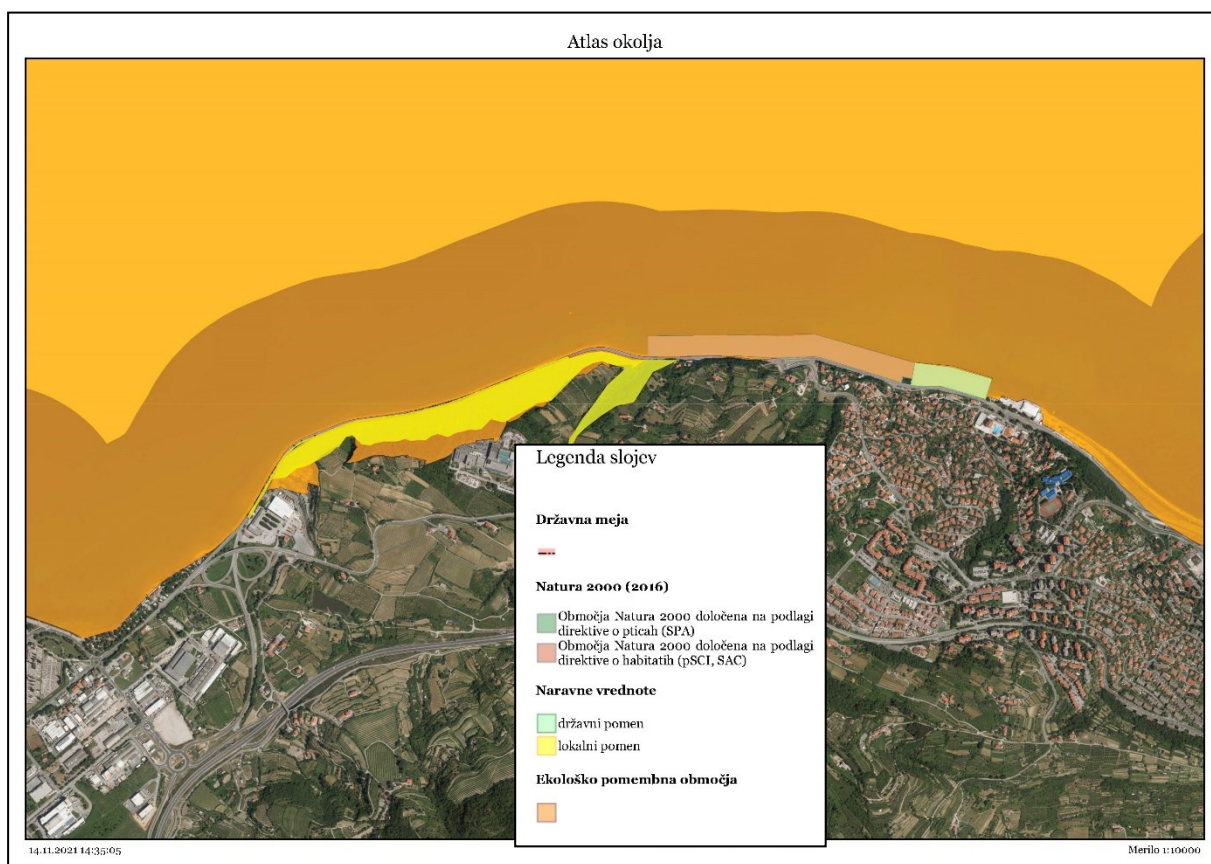 Atlas okolja
Legenda slojev
Državna meja
Natura 2000 (2016)
Območja Natura 2000 določena na podlagi
direktive o pticah (SPA)
Območja Natura 2000 določena na podlagi
direktive o habitatih (pSCI, SAC)
Naravne vrednote
državni pomen
lokalni pomen
Ekološko pomembna območja
14.11.2021 14:35:05
Merilo 1:10000